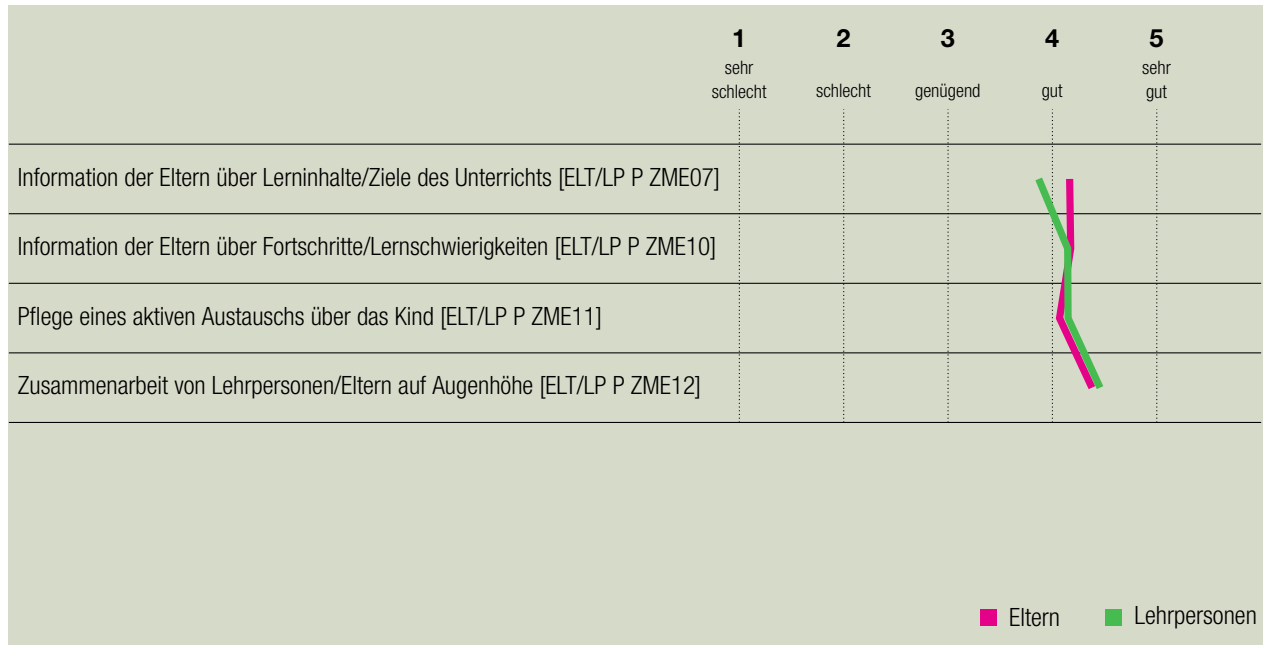 1 2 3 4 5
sehr schlecht schlecht genügend gut sehr gut
Information der Eltern über Lerninhalte/Ziele des Unterrichts [ELT/LP P ZME07]
Information der Eltern über Fortschritte/Lernschwierigkeiten [ELT/LP P ZME10]
Pflege eines aktiven Austauschs über das Kind [ELT/LP P ZME11]
Zusammenarbeit von Lehrpersonen/Eltern auf Augenhöhe [ELT/LP P ZME12]
Eltern Lehrpersonen